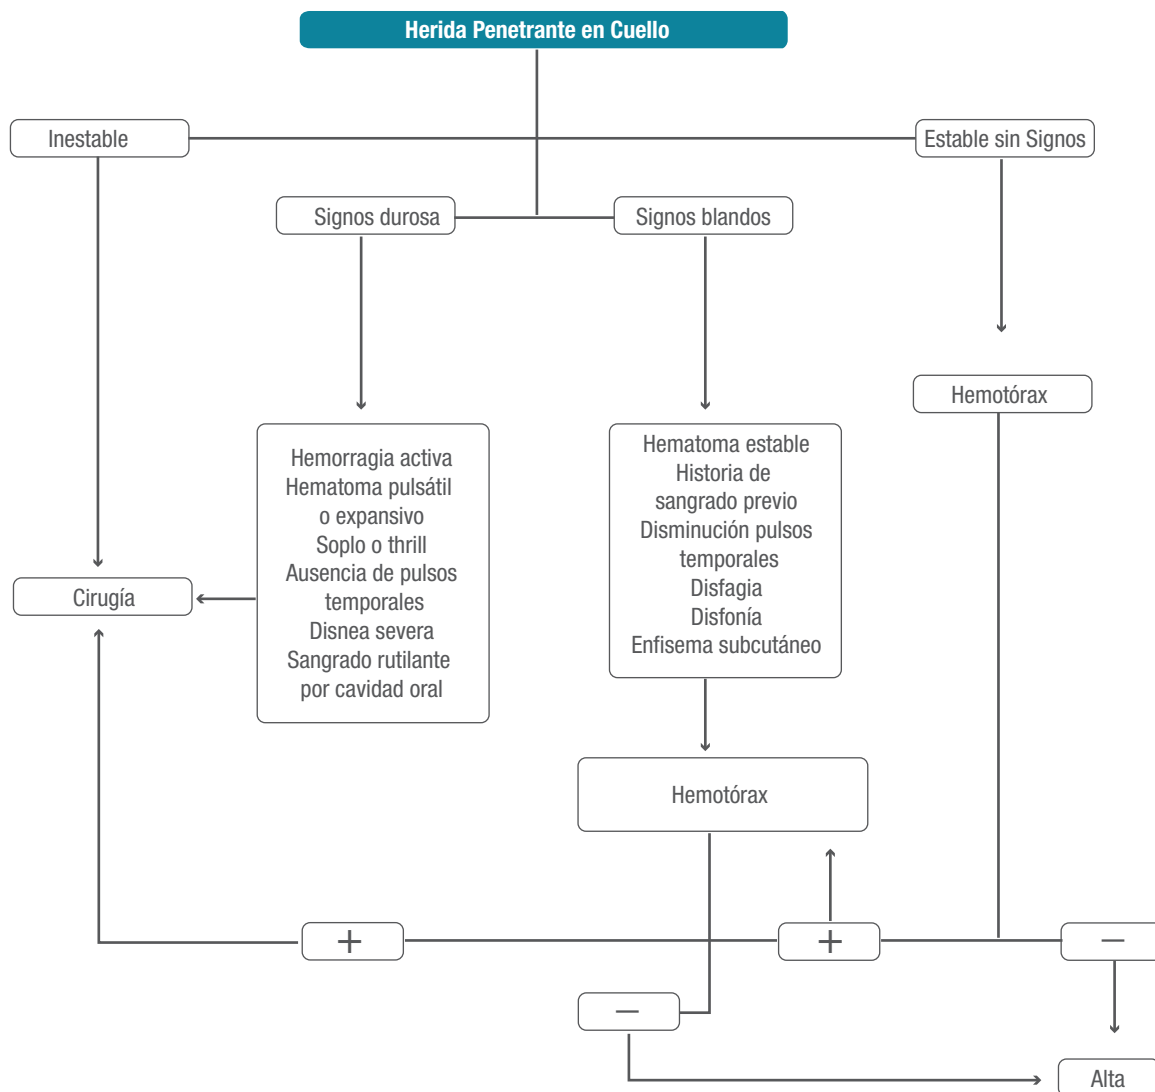 Herida Penetrante en Cuello
Inestable
Estable sin Signos
Signos durosa
Signos blandos
Hemotórax
Hemorragia activa
Hematoma pulsátil
o expansivo
Soplo o thrill
Ausencia de pulsos
temporales
Disnea severa
Sangrado rutilante
por cavidad oral
Hematoma estable
Historia de
sangrado previo
Disminución pulsos
temporales
Disfagia
Disfonía
Enfisema subcutáneo
Cirugía
Hemotórax
+
+
−
−
Alta